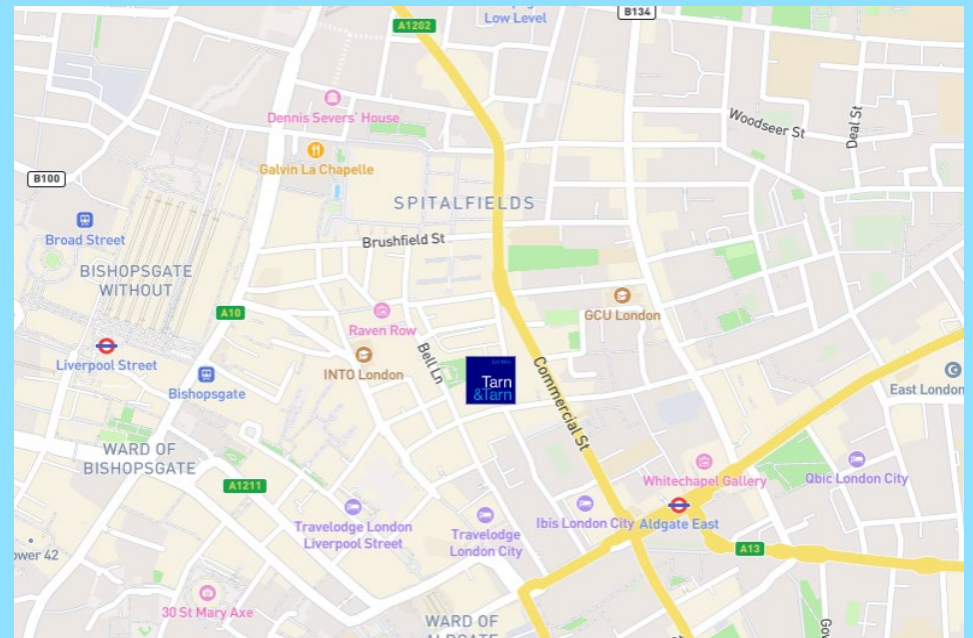 A1202
Low Level
B134
Dennis Severs' House
Woodseer St
Deal St
Galvin La Chapelle
B100
SPITALFIELDS
Broad Street
Brushfield St
BISHOPSGATE
WITHOUT
GCU London
A10
Raven Row
Liverpool Street
INTO London
Bell Ln
Tarn
&Tarn
Commercial St
Bishopsgate
East London
WARD OF
BISHOPSGATE
Whitechapel Gallery
Qbic London City
A1211
Travelodge London
Liverpool Street
Travelodge
London City
Ibis London City
Aldgate East
ower 42
A13
30 St Mary Axe
WARD OF